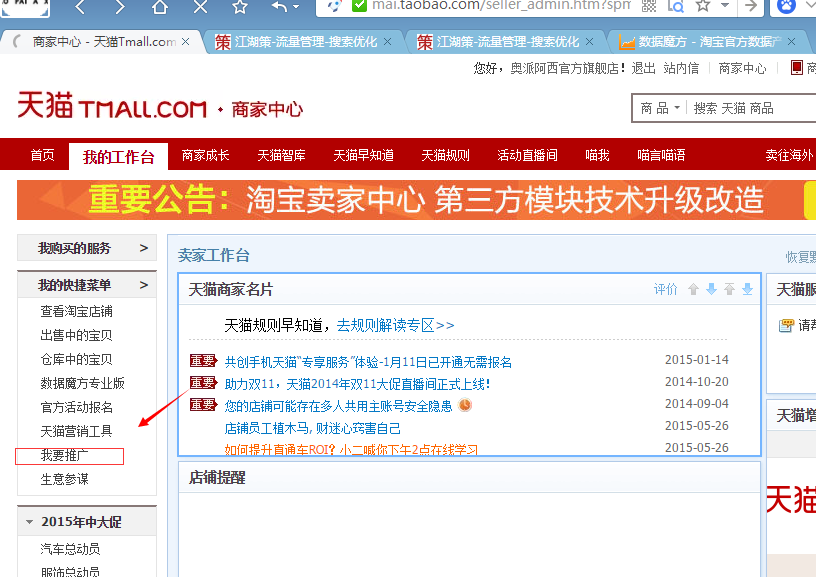 mai.taobao.com/seller_admin.htm?spm
商家中心 - 天猫Tmall.com
江湖策-流量管理-搜索优化
江湖策-流量管理-搜索优化
数据魔方 - 淘宝官方数据产
您好，奥派阿西官方旗舰店！退出 站内信 商家中心 商
天猫 TMALL.COM · 商家中心
商 品 搜索 天猫 商品
首页 我的工作台 商家成长 天猫智库 天猫早知道 天猫规则 活动直播间 喵我 喵言喵语 卖往海外
重要公告：淘宝卖家中心 第三方模块技术升级改造
我购买的服务 >
我的快捷菜单 >
查看淘宝店铺
出售中的宝贝
仓库中的宝贝
数据魔方专业版
官方活动报名
天猫营销工具
我要推广
生意参谋
2015年中大促
汽车总动员
服饰总动员
卖家工作台
恢复默
天猫商家名片 评价
天猫规则早知道，去规则解读专区>>
重要 共创手机天猫“专享服务”体验-1月11日已开通无需报名 2015-01-14
重要 助力双11，天猫2014年双11大促直播间正式上线！ 2014-10-20
重要 您的店铺可能存在多人共用主账号安全隐患 2014-09-04
店铺员工植木马, 财迷心窍害自己 2015-05-26
如何提升直通车ROI? 小二喊你下午2点在线学习 2015-05-26
店铺提醒
天猫服
请帮
天猫增
天猫